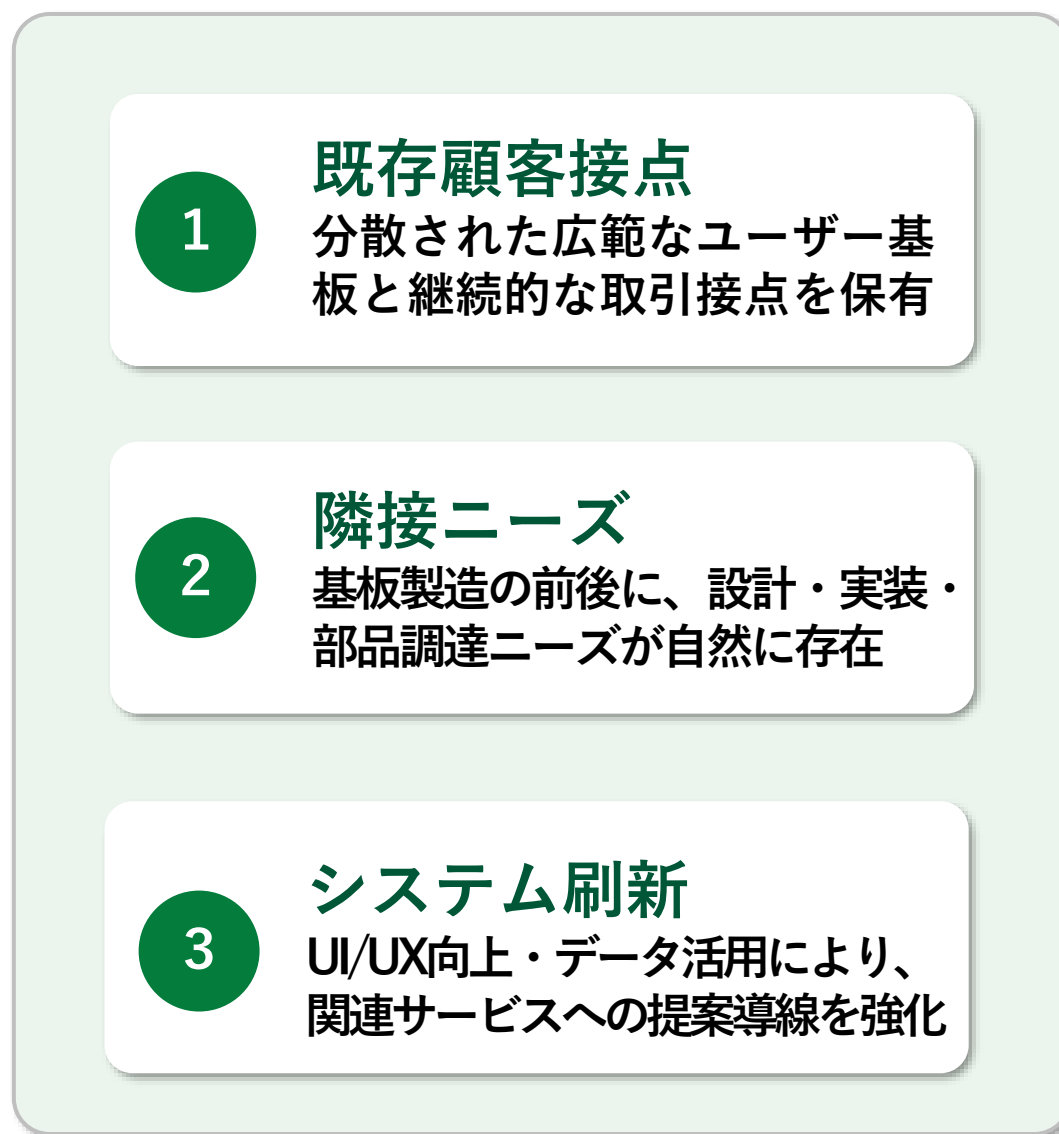 1
既存顧客接点
分散された広範なユーザー基
板と継続的な取引接点を保有
2
隣接ニーズ
基板製造の前後に、設計・実装・
部品調達ニーズが自然に存在
3
システム刷新
UI/UX向上・データ活用により、
関連サービスへの提案導線を強化